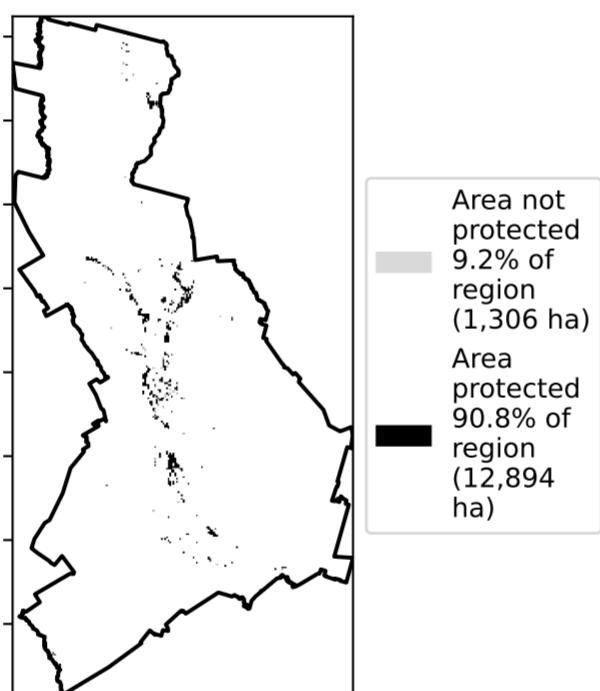 Area not
protected
9.2% of
region
(1,306 ha)
Area
protected
90.8% of
region
(12,894
ha)